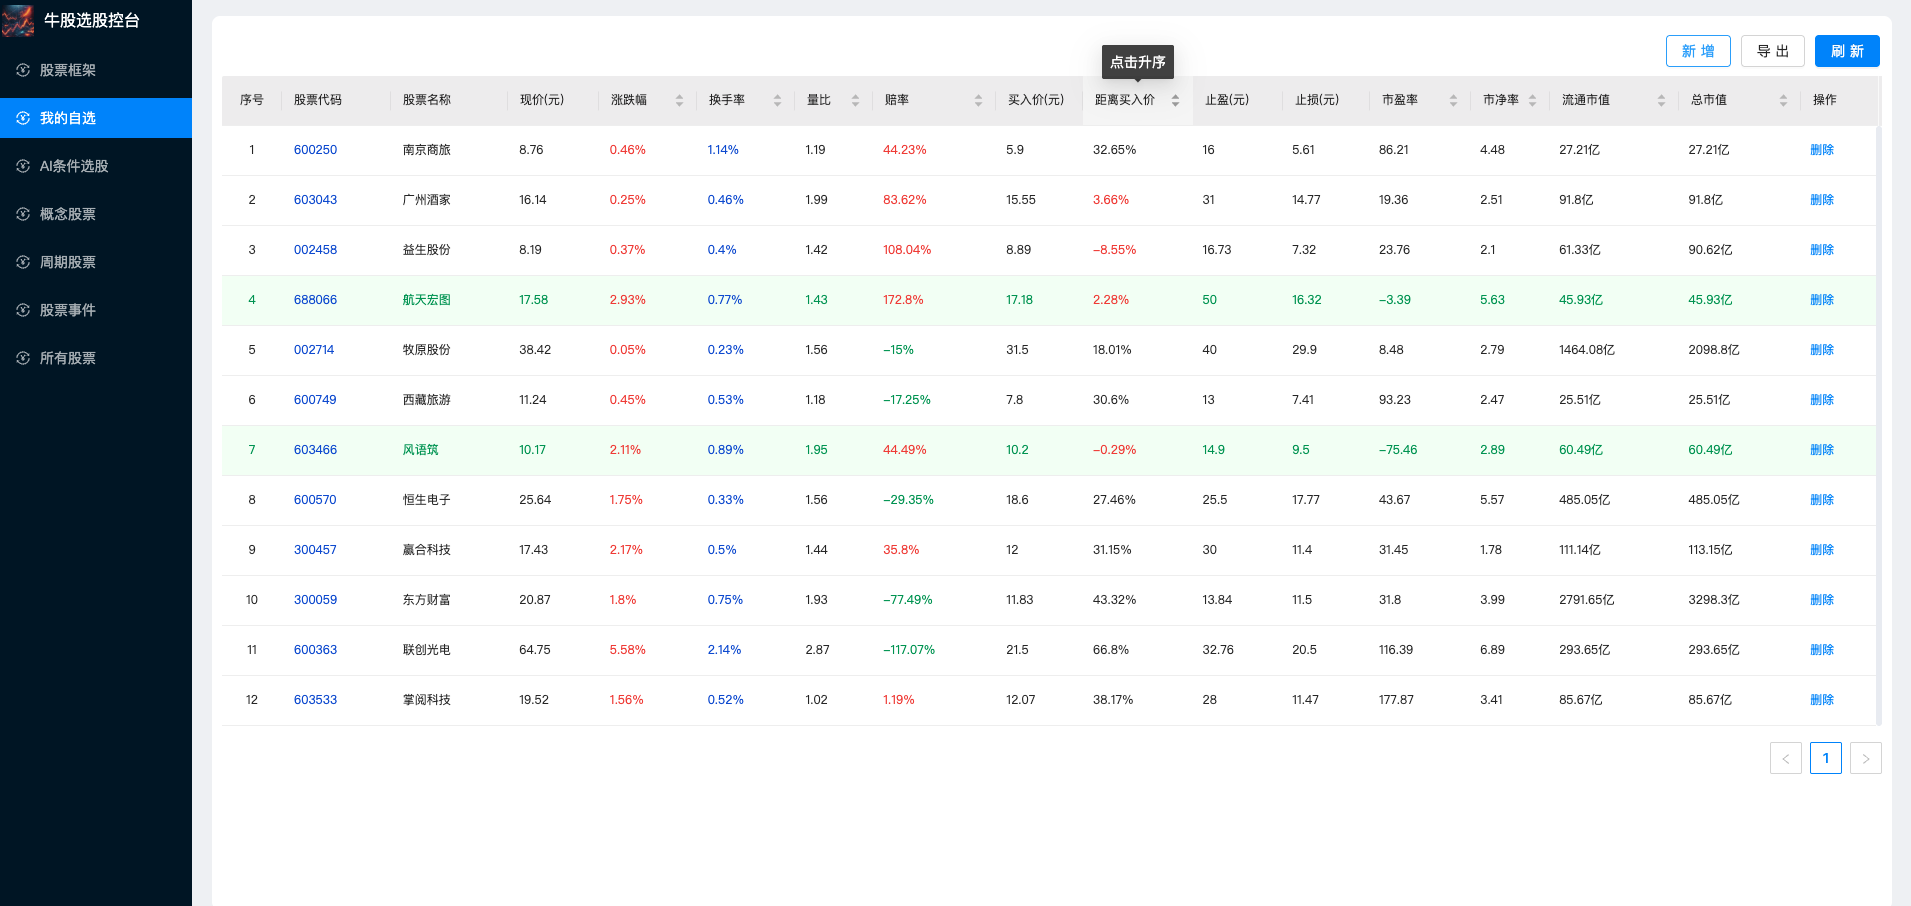 牛股选股控台
股票框架
我的自选
AI条件选股
概念股票
周期股票
股票事件
所有股票
新 增 导 出 刷 新
点击升序
序号 股票代码 股票名称 现价(元) 涨跌幅 换手率 量比 赔率 买入价(元) 距离买入价 止盈(元) 止损(元) 市盈率 市净率 流通市值 总市值 操作
1 600250 南京商旅 8.76 0.46% 1.14% 1.19 44.23% 5.9 32.65% 16 5.61 86.21 4.48 27.21亿 27.21亿 删除
2 603043 广州酒家 16.14 0.25% 0.46% 1.99 83.62% 15.55 3.66% 31 14.77 19.36 2.51 91.8亿 91.8亿 删除
3 002458 益生股份 8.19 0.37% 0.4% 1.42 108.04% 8.89 -8.55% 16.73 7.32 23.76 2.1 61.33亿 90.62亿 删除
4 688066 航天宏图 17.58 2.93% 0.77% 1.43 172.8% 17.18 2.28% 50 16.32 -3.39 5.63 45.93亿 45.93亿 删除
5 002714 牧原股份 38.42 0.05% 0.23% 1.56 -15% 31.5 18.01% 40 29.9 8.48 2.79 1464.08亿 2098.8亿 删除
6 600749 西藏旅游 11.24 0.45% 0.53% 1.18 -17.25% 7.8 30.6% 13 7.41 93.23 2.47 25.51亿 25.51亿 删除
7 603466 风语筑 10.17 2.11% 0.89% 1.95 44.49% 10.2 -0.29% 14.9 9.5 -75.46 2.89 60.49亿 60.49亿 删除
8 600570 恒生电子 25.64 1.75% 0.33% 1.56 -29.35% 18.6 27.46% 25.5 17.77 43.67 5.57 485.05亿 485.05亿 删除
9 300457 赢合科技 17.43 2.17% 0.5% 1.44 35.8% 12 31.15% 30 11.4 31.45 1.78 111.14亿 113.15亿 删除
10 300059 东方财富 20.87 1.8% 0.75% 1.93 -77.49% 11.83 43.32% 13.84 11.5 31.8 3.99 2791.65亿 3298.3亿 删除
11 600363 联创光电 64.75 5.58% 2.14% 2.87 -117.07% 21.5 66.8% 32.76 20.5 116.39 6.89 293.65亿 293.65亿 删除
12 603533 掌阅科技 19.52 1.56% 0.52% 1.02 1.19% 12.07 38.17% 28 11.47 177.87 3.41 85.67亿 85.67亿 删除
< 1 >